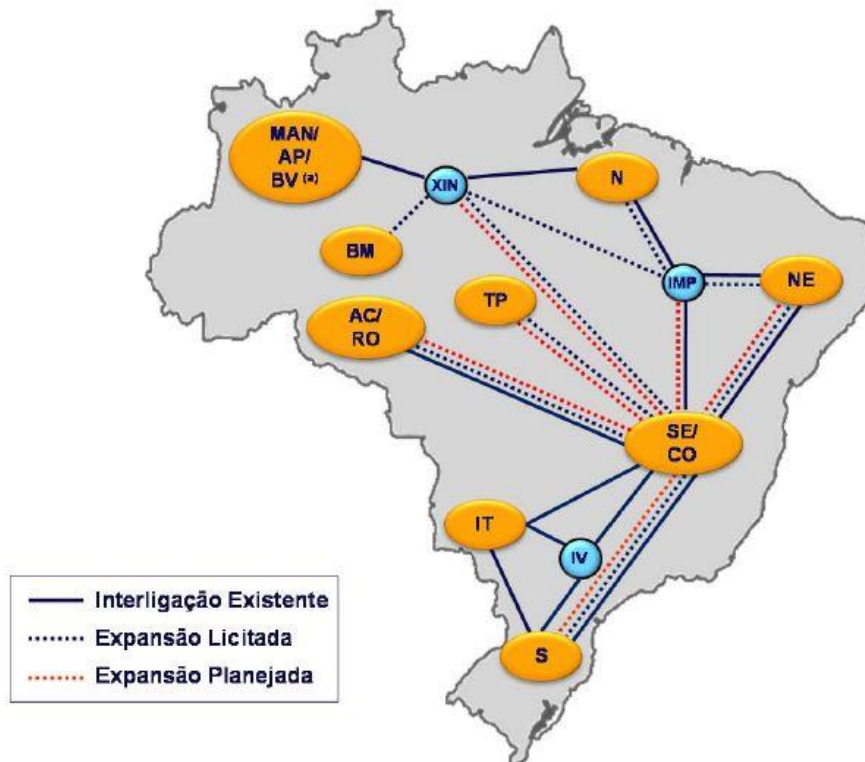 MAN/
AP/
BV (a)
XIN
N
BM
IMP
NE
TP
AC/
RO
SE/
CO
IT
IV
S
Interligação Existente
Expansão Licitada
Expansão Planejada